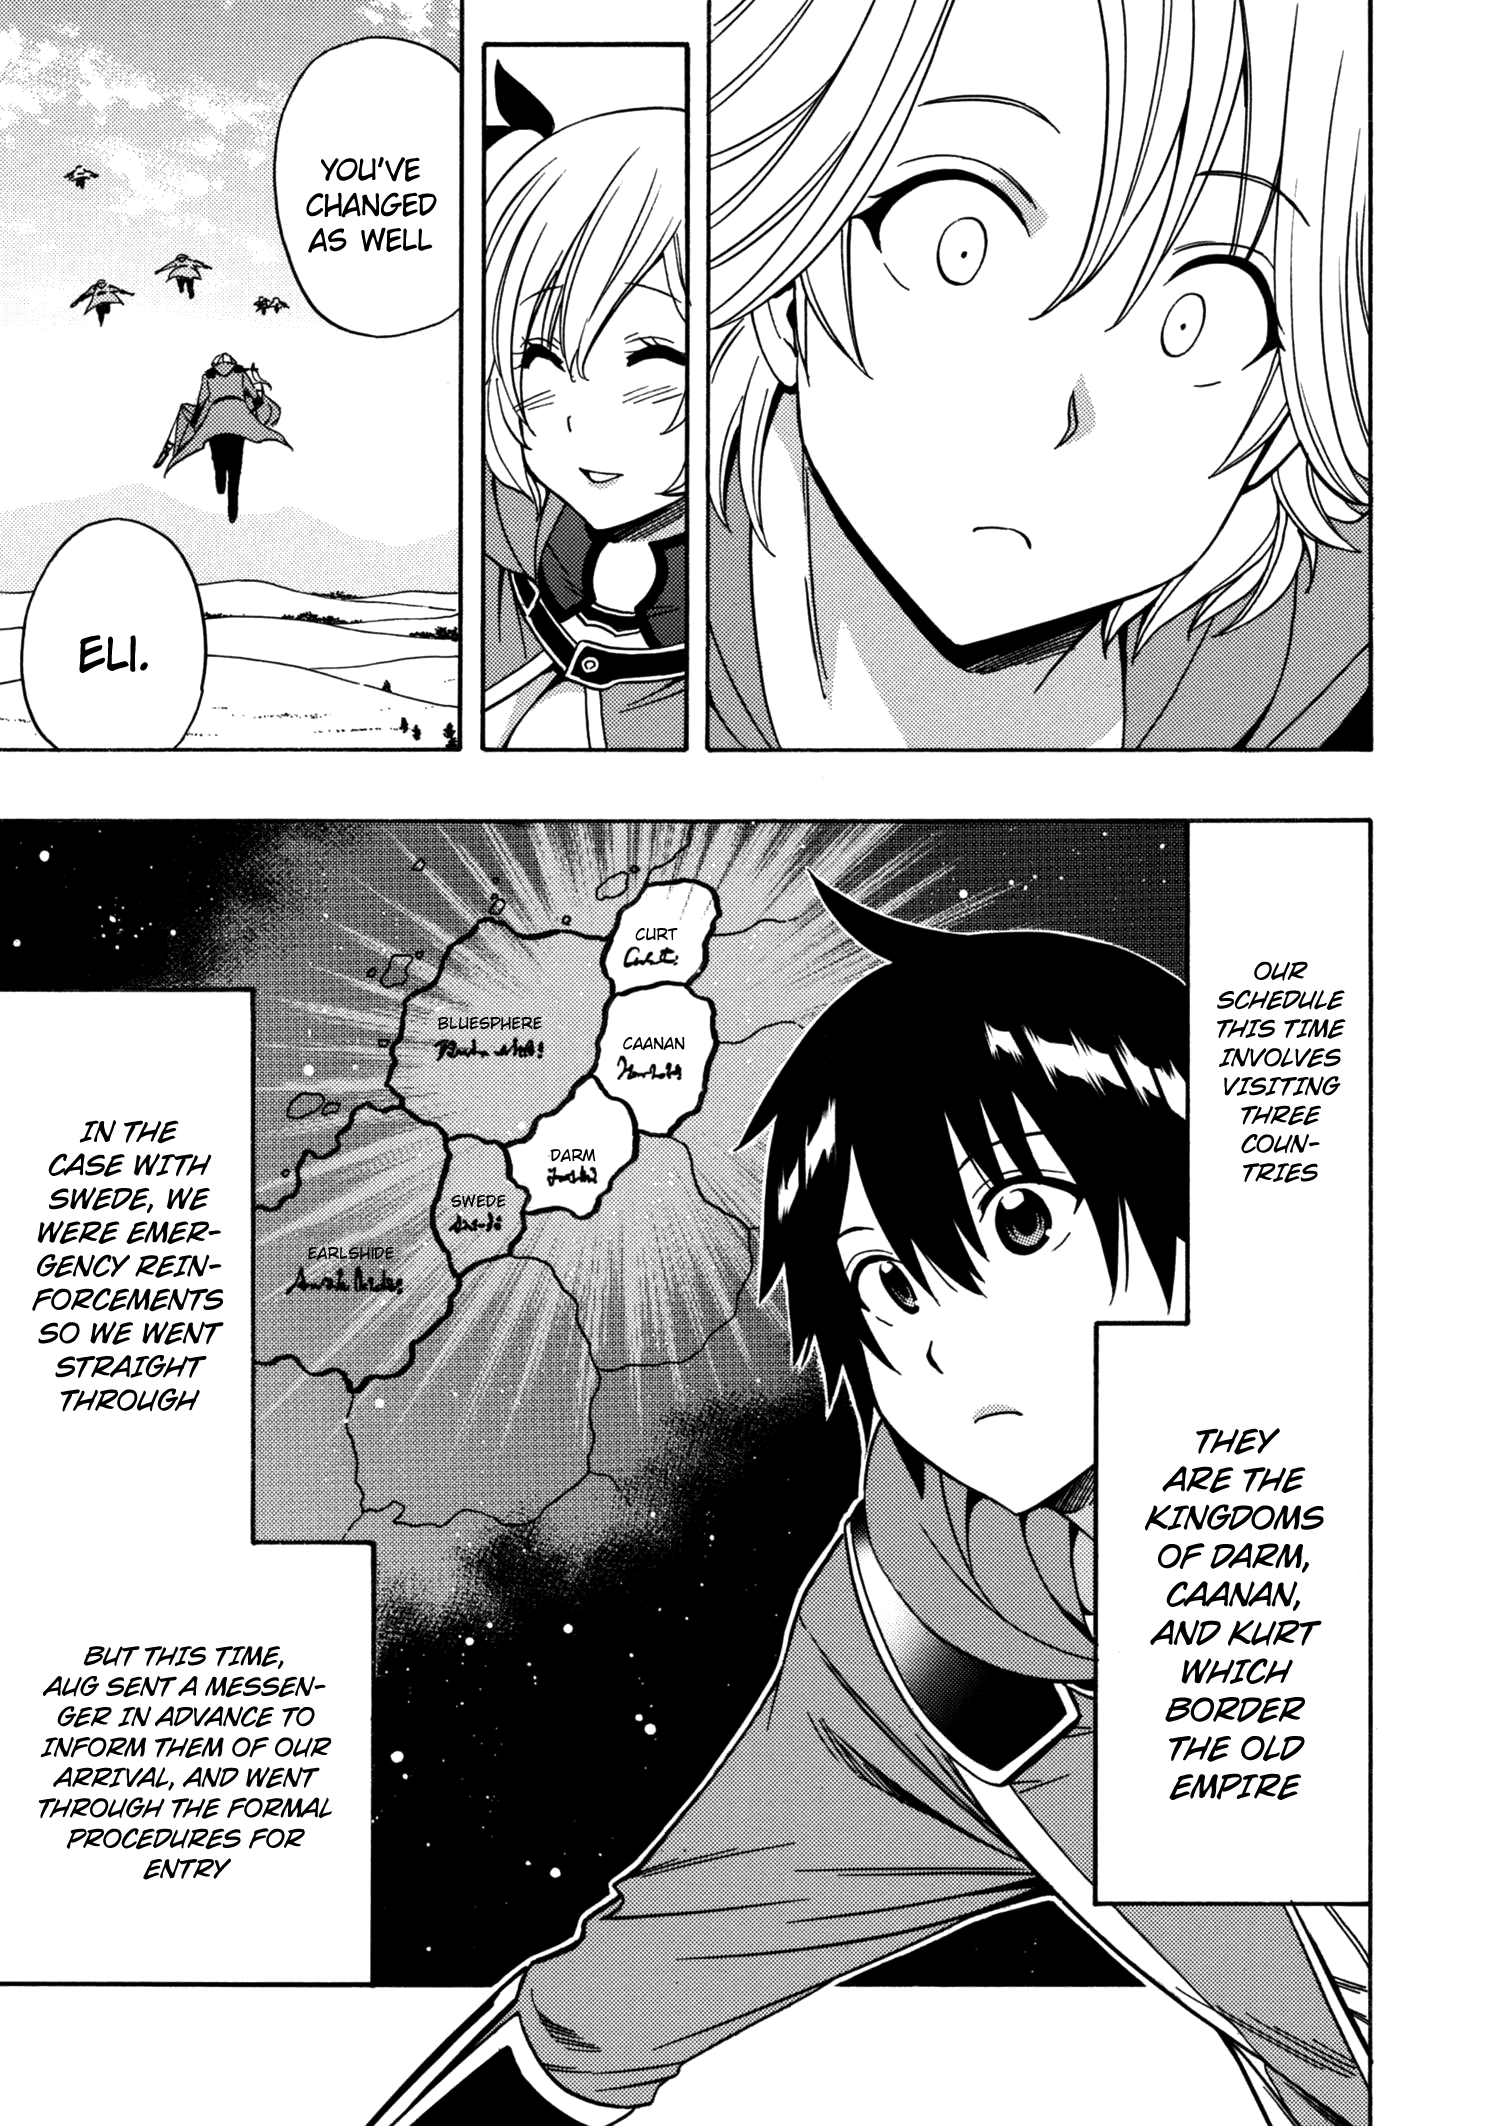 YOU'VE
CHANGED
AS WELL
ELI.
OUR
SCHEDULE
THIS TIME
INVOLVES
VISITING
THREE
COUN-
TRIES
THEY
ARE THE
KINGDOMS
OF DARM,
CAANAN,
AND KURT
WHICH
BORDER
THE OLD
EMPIRE
CURT
BLUESPHERE
CAANAN
DARM
SWEDE
EARLSHIDE
IN THE
CASE WITH
SWEDE, WE
WERE EMER-
GENCY REIN-
FORCEMENTS
SO WE WENT
STRAIGHT
THROUGH
BUT THIS TIME,
AUG SENT A MESSEN-
GER IN ADVANCE TO
INFORM THEM OF OUR
ARRIVAL, AND WENT
THROUGH THE FORMAL
PROCEDURES FOR
ENTRY